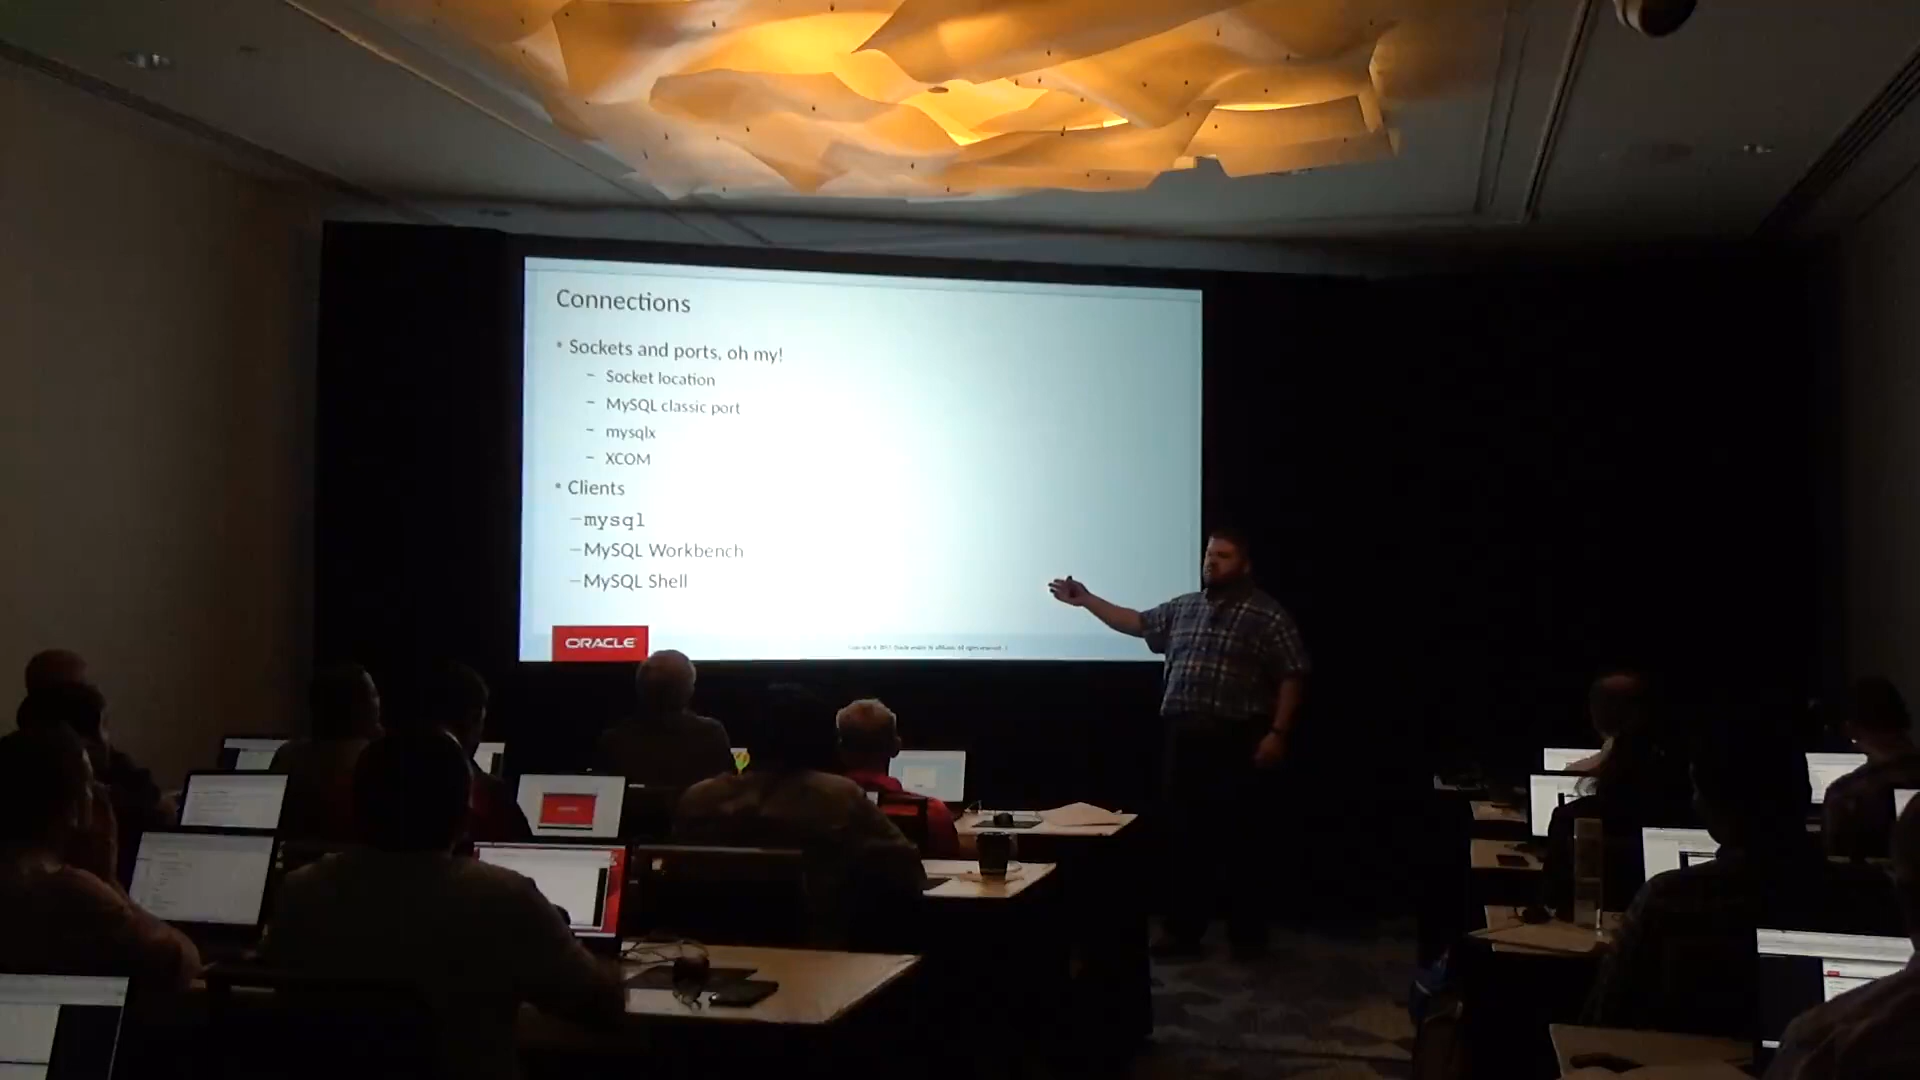 Connections
• Sockets and ports, oh my!
– Socket location
– MySQL classic port
– mysqlx
– XCOM
• Clients
–mysql
–MySQL Workbench
–MySQL Shell
ORACLE